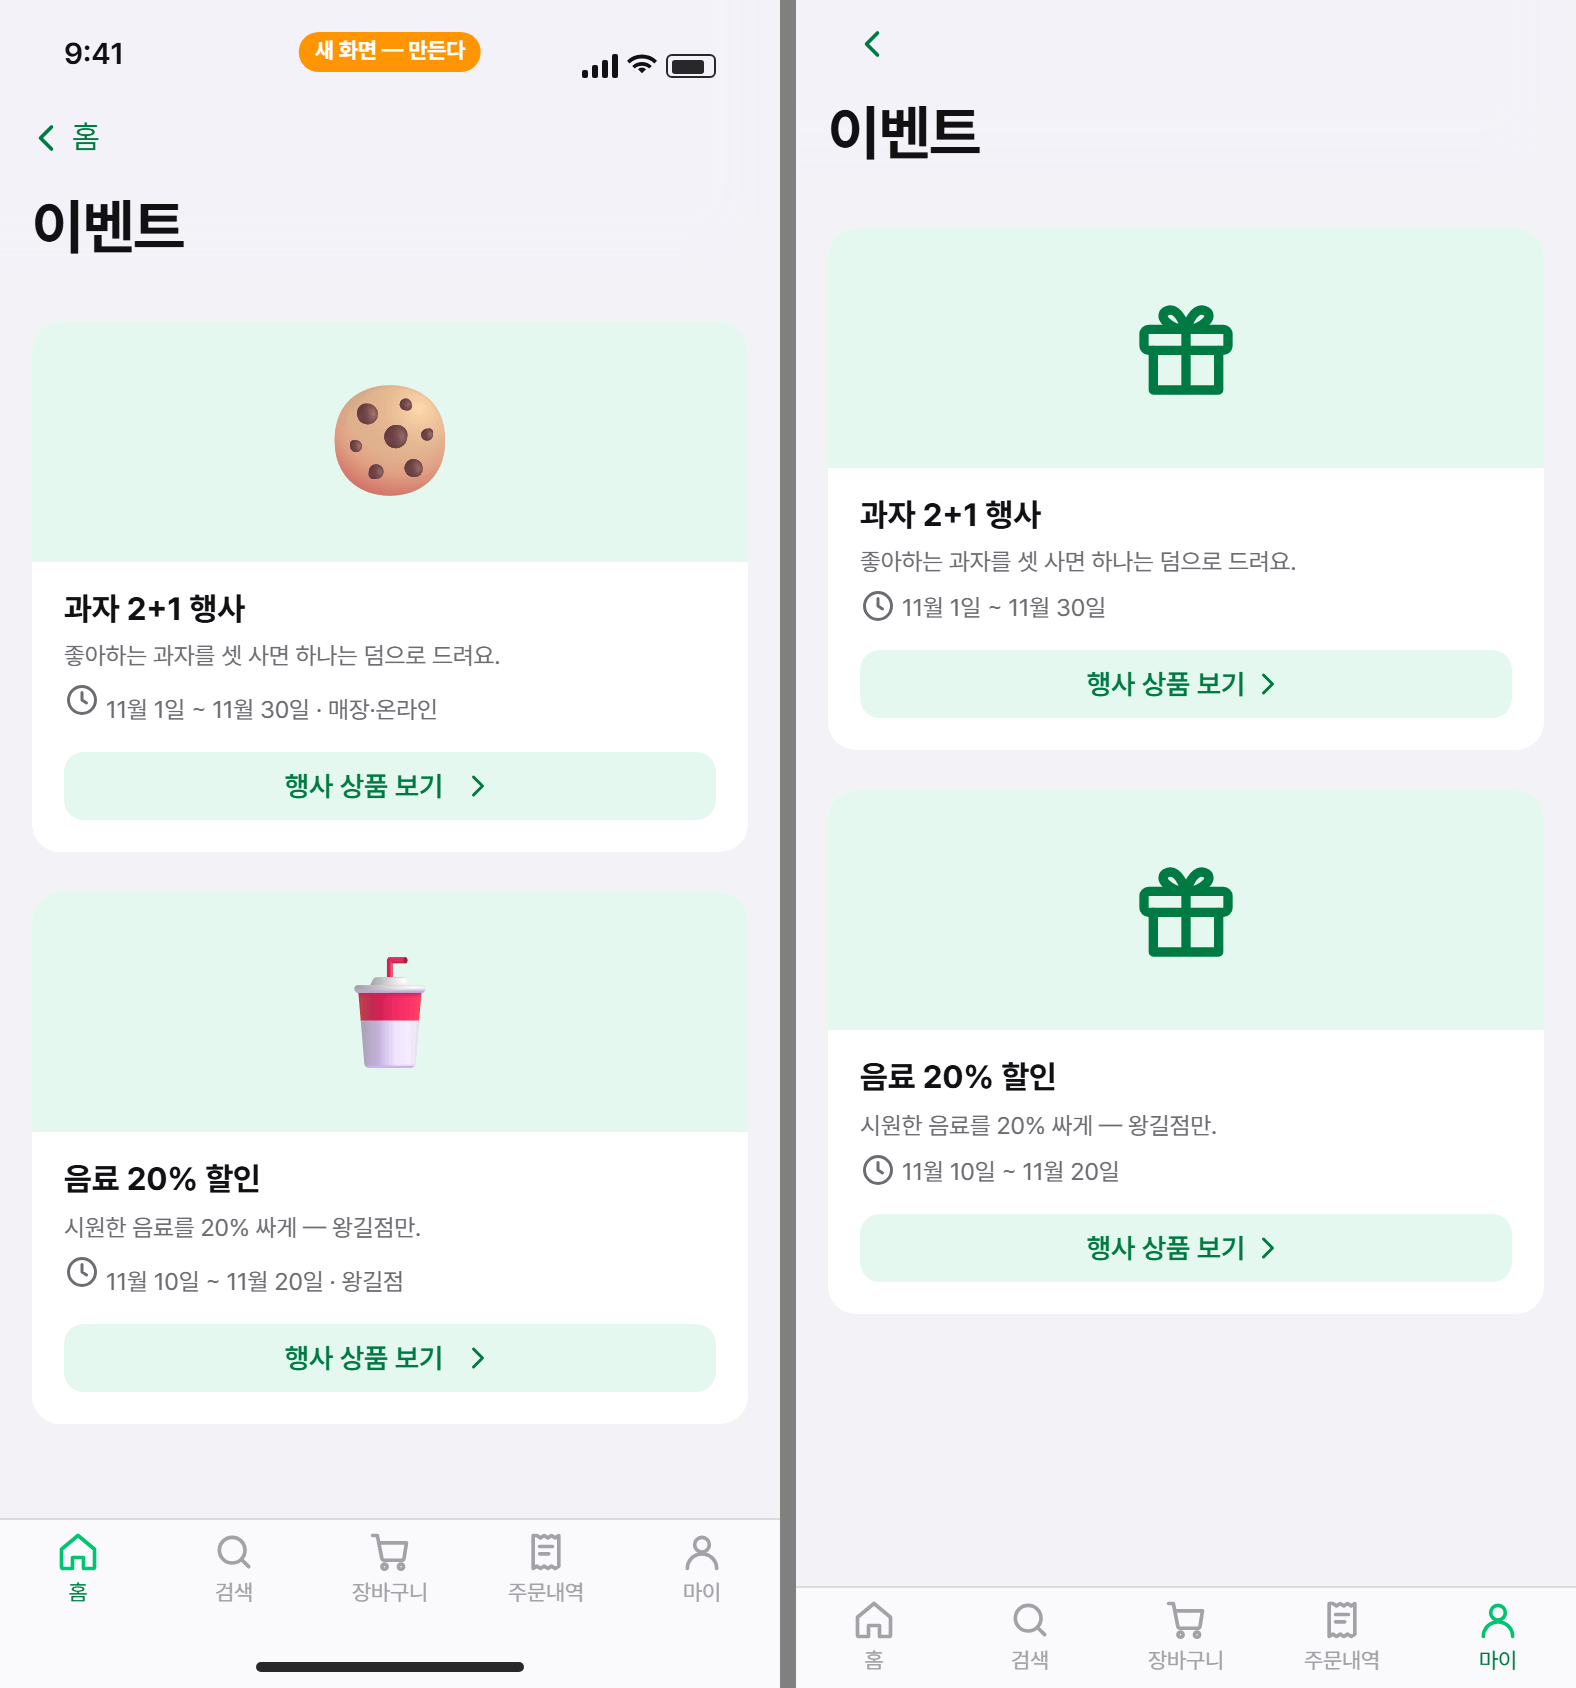 9:41
새 화면 — 만든다
홈
이벤트
과자 2+1 행사
좋아하는 과자를 셋 사면 하나는 덤으로 드려요.
11월 1일 ~ 11월 30일 · 매장·온라인
행사 상품 보기
음료 20% 할인
시원한 음료를 20% 싸게 — 왕길점만.
11월 10일 ~ 11월 20일 · 왕길점
행사 상품 보기
홈 검색 장바구니 주문내역 마이
이벤트
과자 2+1 행사
좋아하는 과자를 셋 사면 하나는 덤으로 드려요.
11월 1일 ~ 11월 30일
행사 상품 보기
음료 20% 할인
시원한 음료를 20% 싸게 — 왕길점만.
11월 10일 ~ 11월 20일
행사 상품 보기
홈 검색 장바구니 주문내역 마이